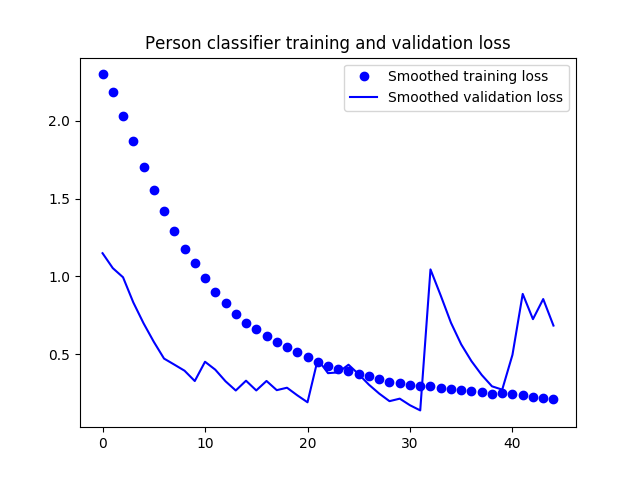 Person classifier training and validation loss
Smoothed training loss
Smoothed validation loss
2.0
1.5
1.0
0.5
0 10 20 30 40